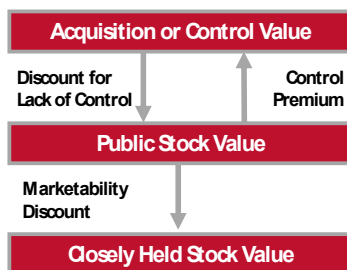 Acquisition or Control Value
Discount for
Lack of Control
Control
Premium
Public Stock Value
Marketability
Discount
Closely Held Stock Value